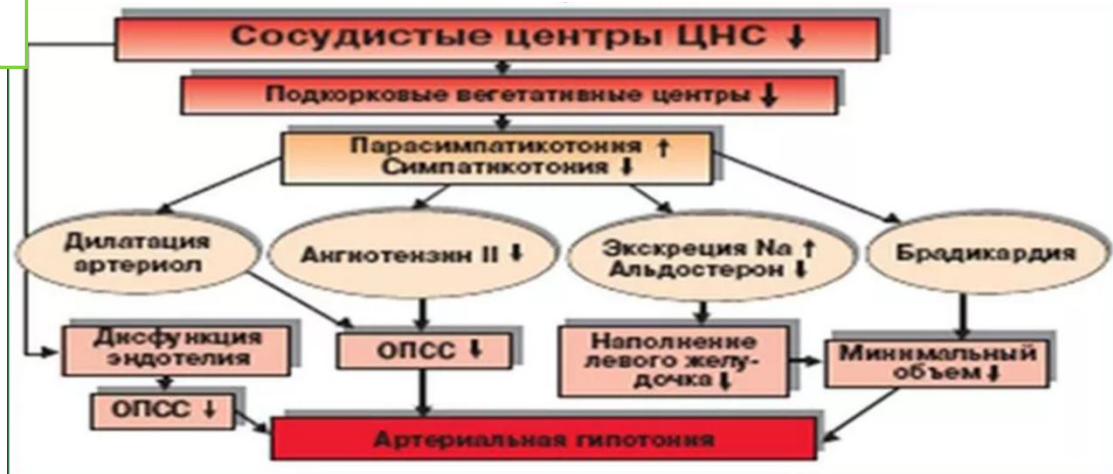 Сосудистые центры ЦНС ↓
Подкорковые вегетативные центры ↓
Парасимпатикотония ↑
Симпатикотония ↓
Дилатация
артериол
Ангиотензин II ↓
Экскреция Na ↑
Альдостерон ↓
Брадикардия
Дисфункция
эндотелия
ОПСС ↓
Наполнение
левого желу-
дочка ↓
Минимальный
объем ↓
ОПСС ↓
Артериальная гипотония